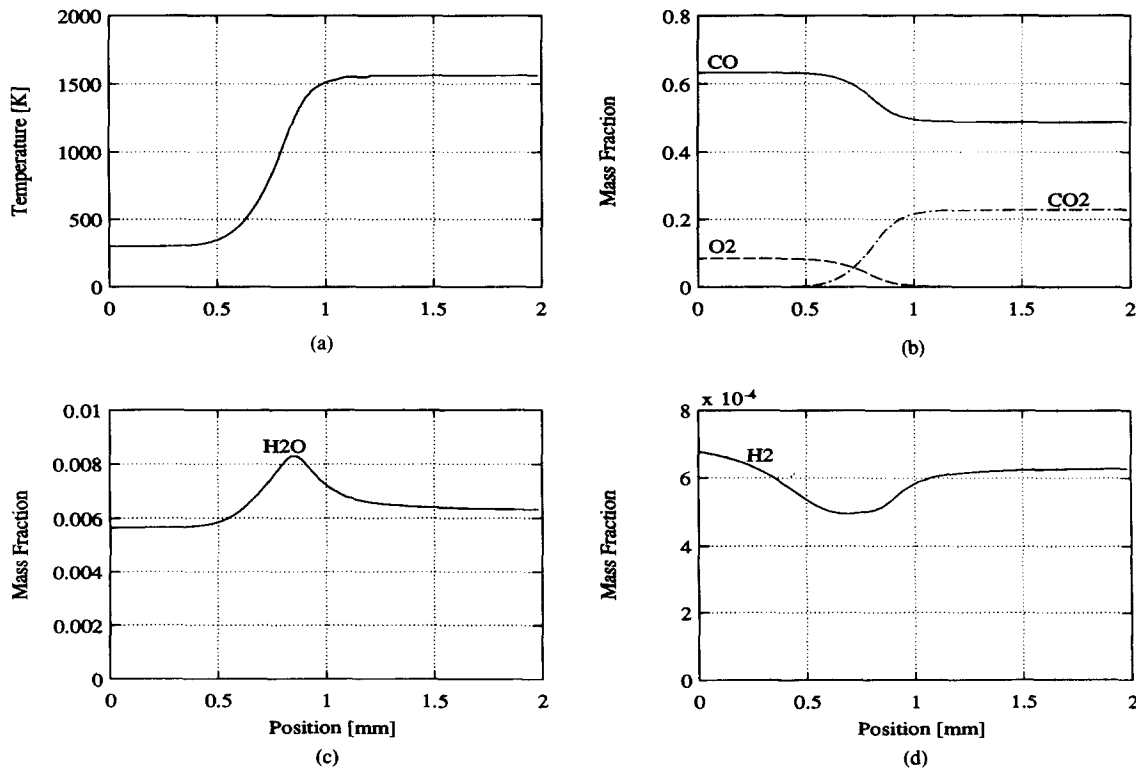 2000
1500
1000
500
0
Temperature [K]
0 0.5 1 1.5 2
(a)
0.8
0.6
0.4
0.2
0
Mass Fraction
CO
CO2
O2
0 0.5 1 1.5 2
(b)
0.01
0.008
0.006
0.004
0.002
0
Mass Fraction
H2O
0 0.5 1 1.5 2
Position [mm]
(c)
x 10-4
8
6
4
2
0
Mass Fraction
H2
0 0.5 1 1.5 2
Position [mm]
(d)